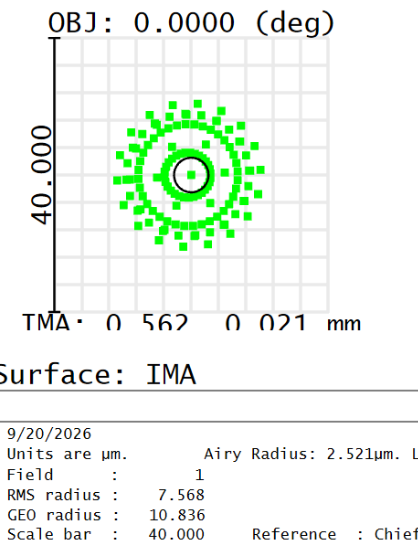 OBJ: 0.0000 (deg)
40.000
IMA: 0.562 0.021 mm
Surface: IMA
9/20/2026
Units are µm. Airy Radius: 2.521µm. L
Field : 1
RMS radius : 7.568
GEO radius : 10.836
Scale bar : 40.000 Reference : Chief